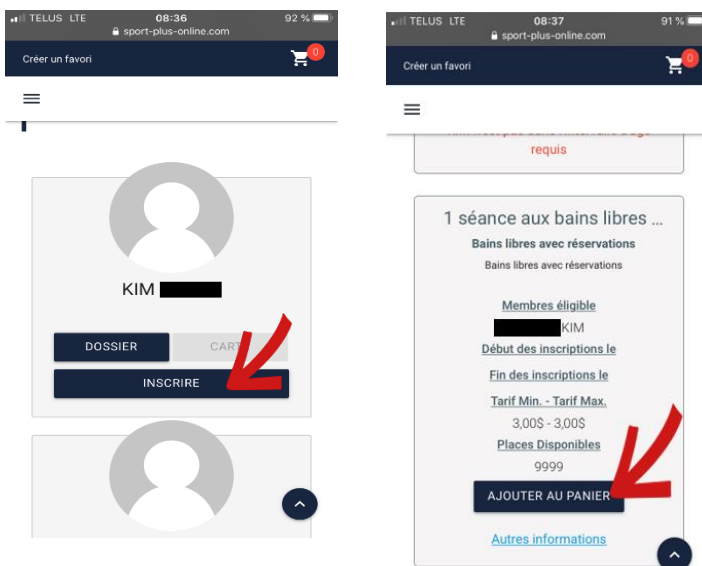 TELUS LTE 08:36 92 %
sport-plus-online.com
Créer un favori 0
KIM
DOSSIER
INSCRIRE
TELUS LTE 08:37 91 %
sport-plus-online.com
Créer un favori 0
requis
1 séance aux bains libres ...
Bains libres avec réservations
Bains libres avec réservations
Membres éligible
KIM
Début des inscriptions le
Fin des inscriptions le
Tarif Min. - Tarif Max.
3,00$ - 3,00$
Places Disponibles
9999
AJOUTER AU PANIER
Autres informations